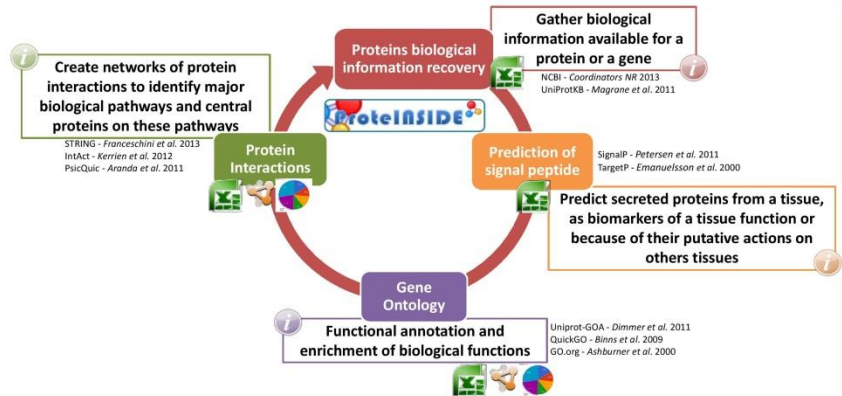 Proteins biological
information recovery
Gather biological
information available for a
protein or a gene
NCBI - Coordinators NR 2013
UniProtKB - Magrane et al. 2011
ProteINSIDE
Prediction of
signal peptide
SignalP - Petersen et al. 2011
TargetP - Emanuelsson et al. 2000
Predict secreted proteins from a tissue,
as biomarkers of a tissue function or
because of their putative actions on
others tissues
Gene
Ontology
Functional annotation and
enrichment of biological functions
Uniprot-GOA - Dimmer et al. 2011
QuickGO - Binns et al. 2009
GO.org - Ashburner et al. 2000
Protein
Interactions
Create networks of protein
interactions to identify major
biological pathways and central
proteins on these pathways
STRING - Franceschini et al. 2013
IntAct - Kerrien et al. 2012
PsicQuic - Aranda et al. 2011